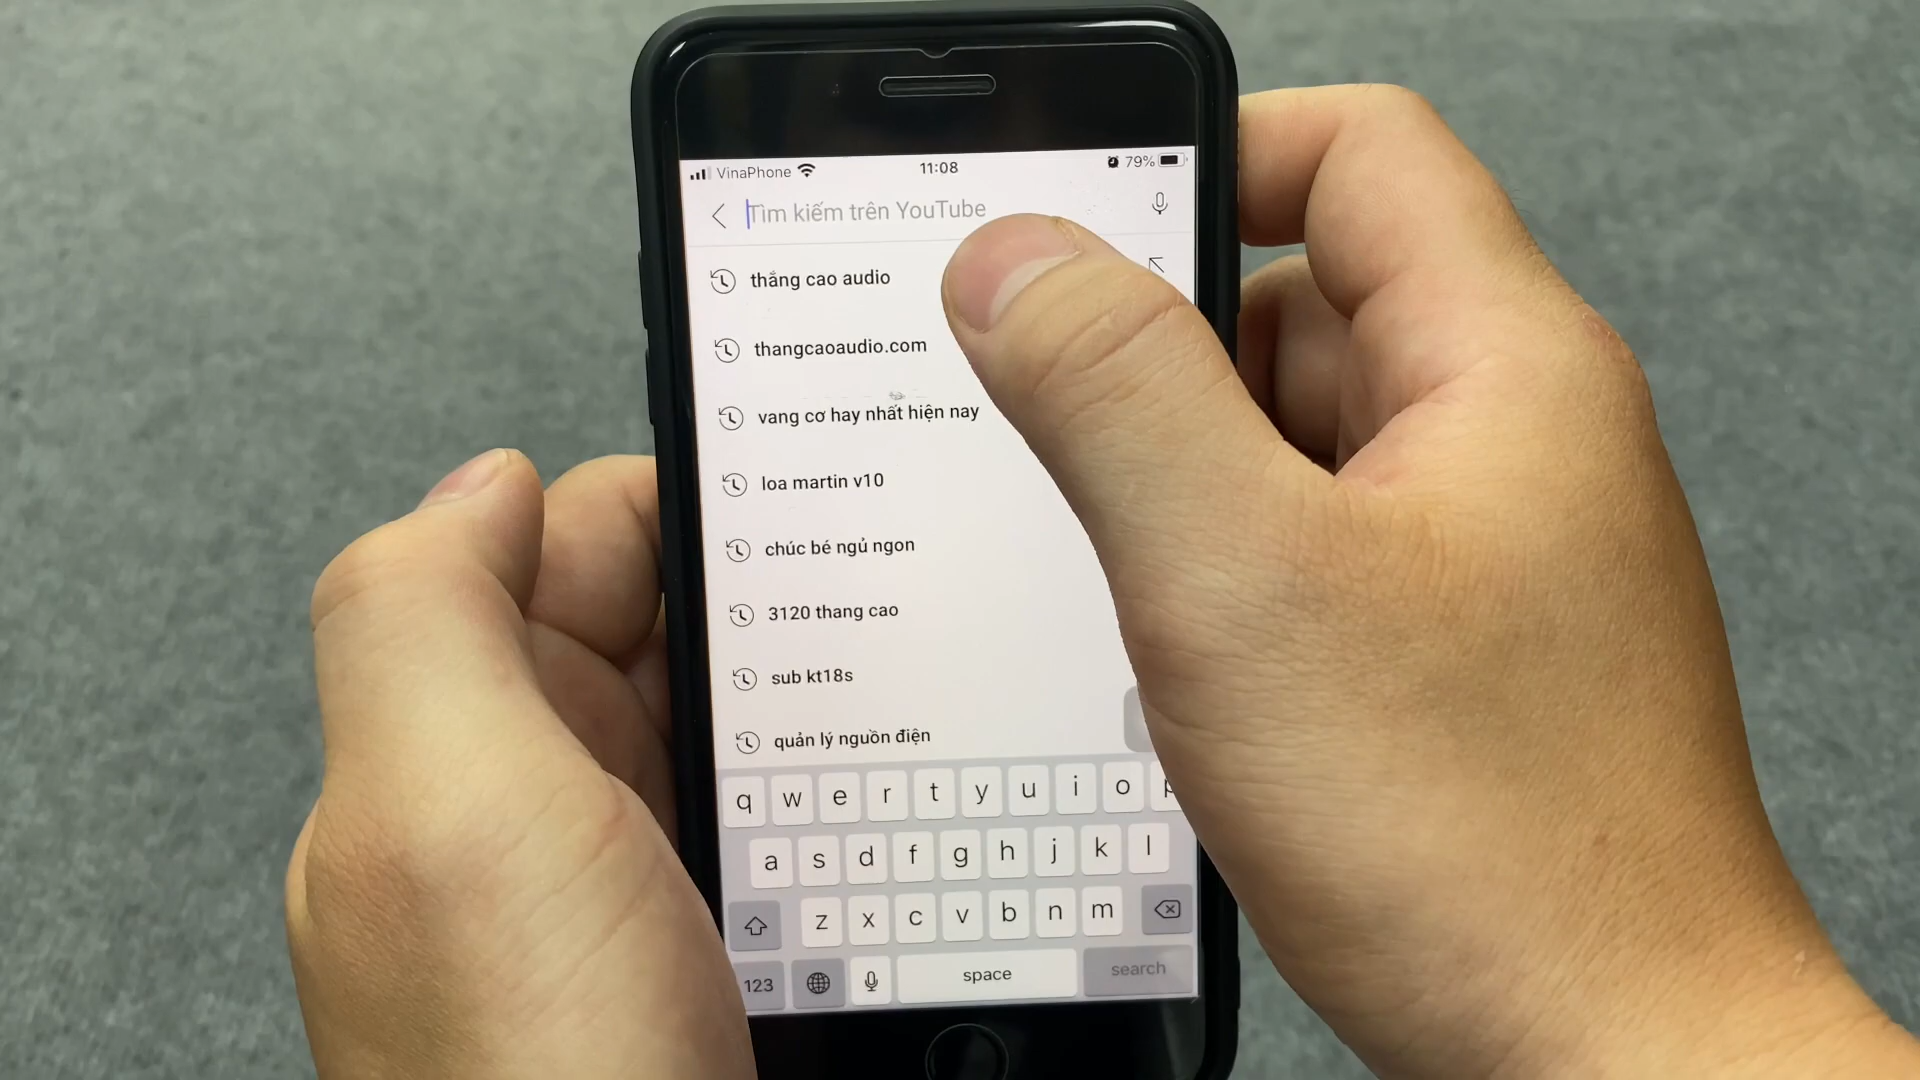 VinaPhone 11:08 79%
Tìm kiếm trên YouTube
thắng cao audio
thangcaoaudio.com
vang cơ hay nhất hiện nay
loa martin v10
chúc bé ngủ ngon
3120 thang cao
sub kt18s
quản lý nguồn điện
q w e r t y u i o p
a s d f g h j k l
z x c v b n m
123 space search